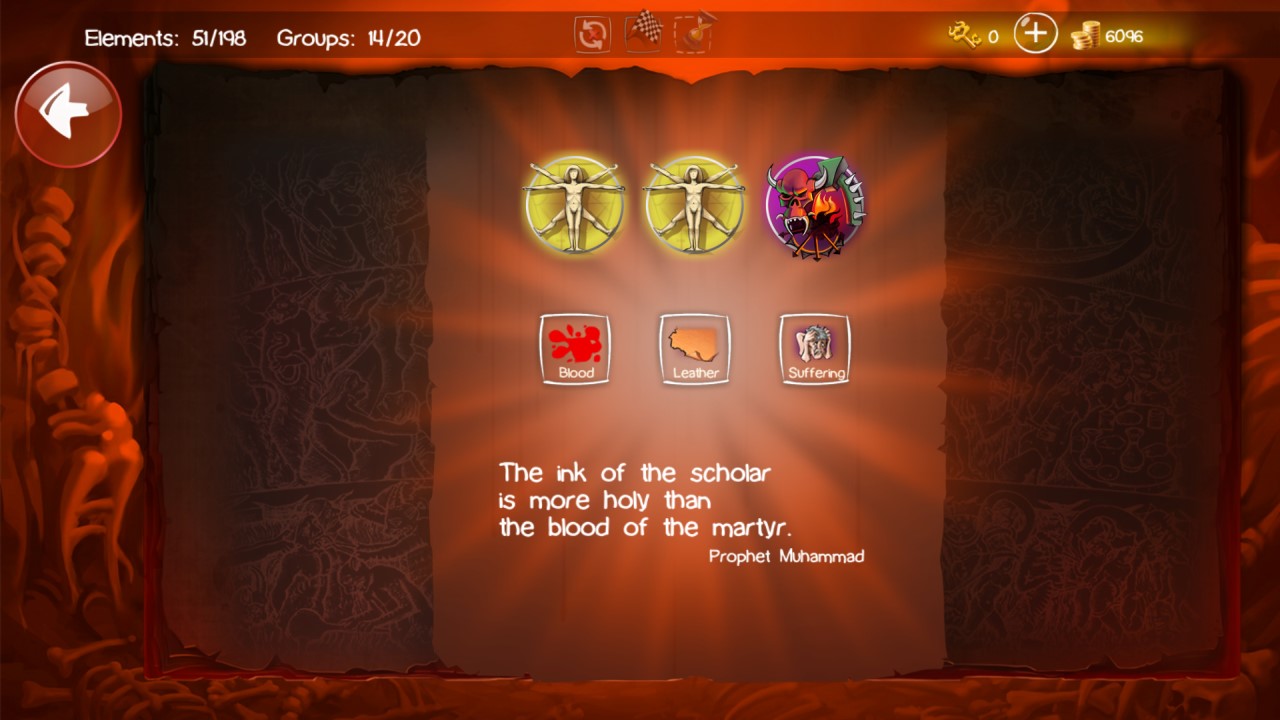 Elements: 51/198 Groups: 14/20 0 6096
Blood Leather Suffering
The ink of the scholar
is more holy than
the blood of the martyr.
Prophet Muhammad